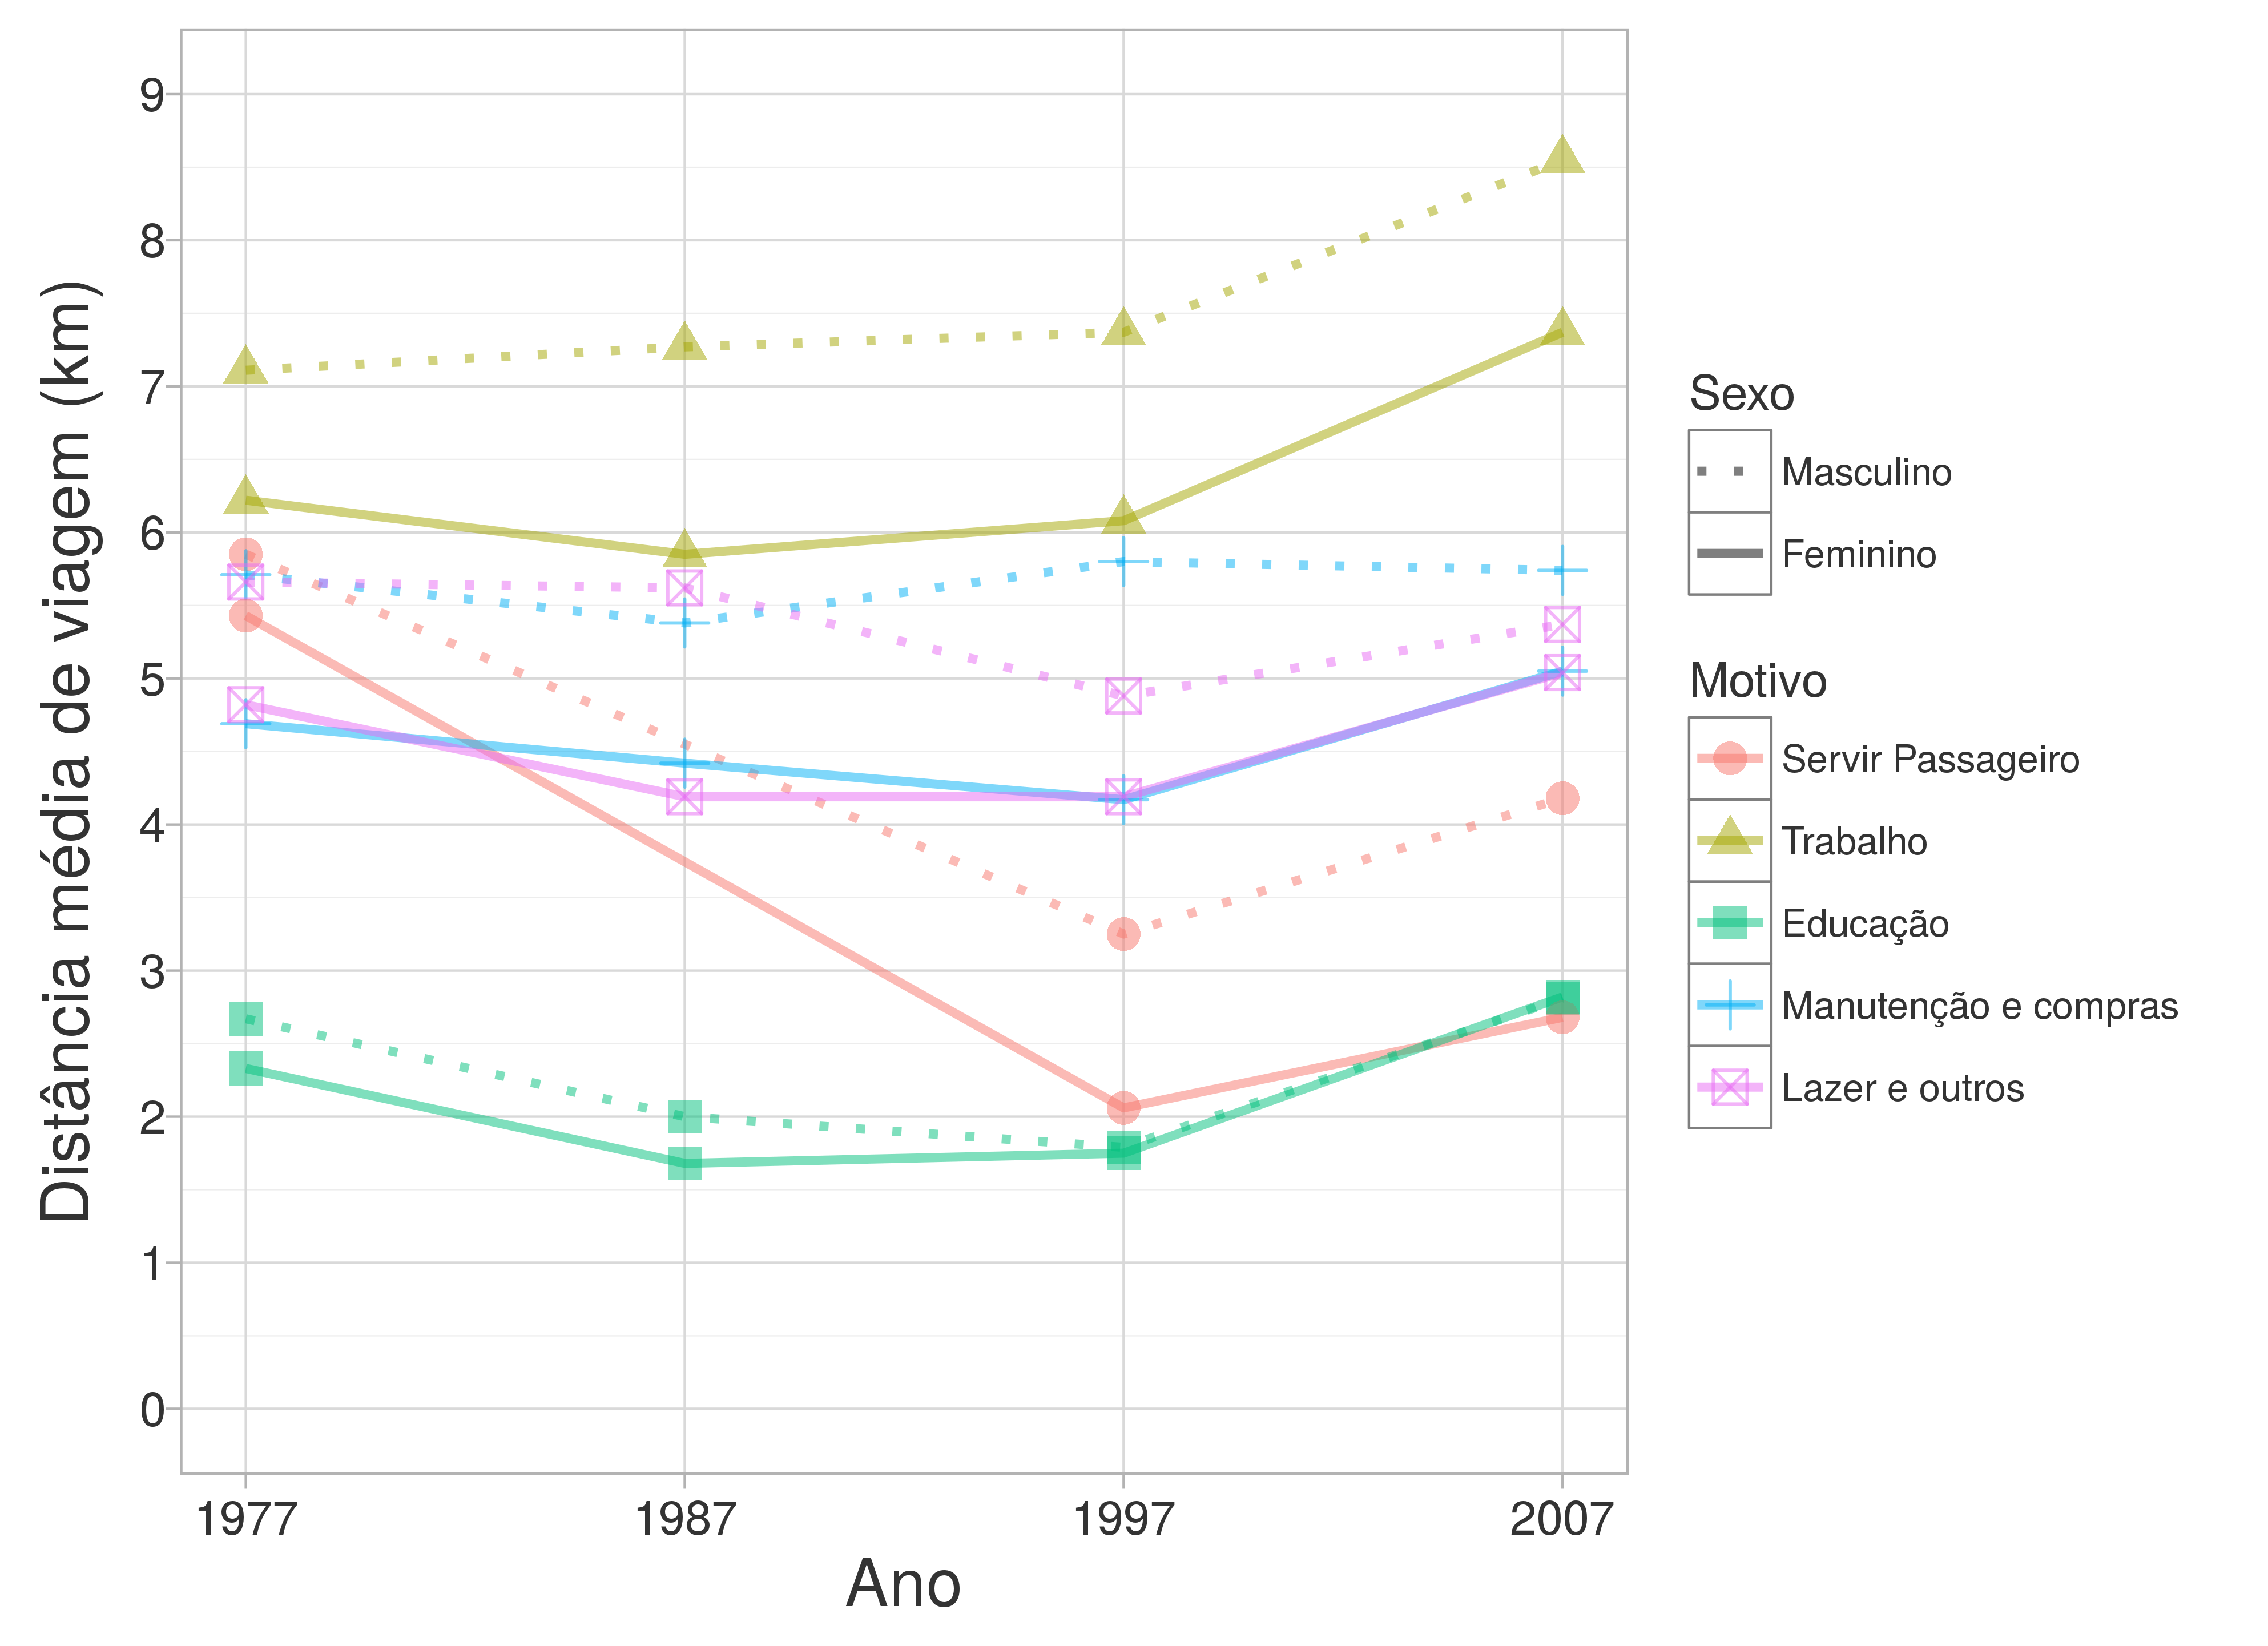 Distância média de viagem (km)
9
8
7
6
5
4
3
2
1
0
1977 1987 1997 2007
Ano
Sexo
Masculino
Feminino
Motivo
Servir Passageiro
Trabalho
Educação
Manutenção e compras
Lazer e outros